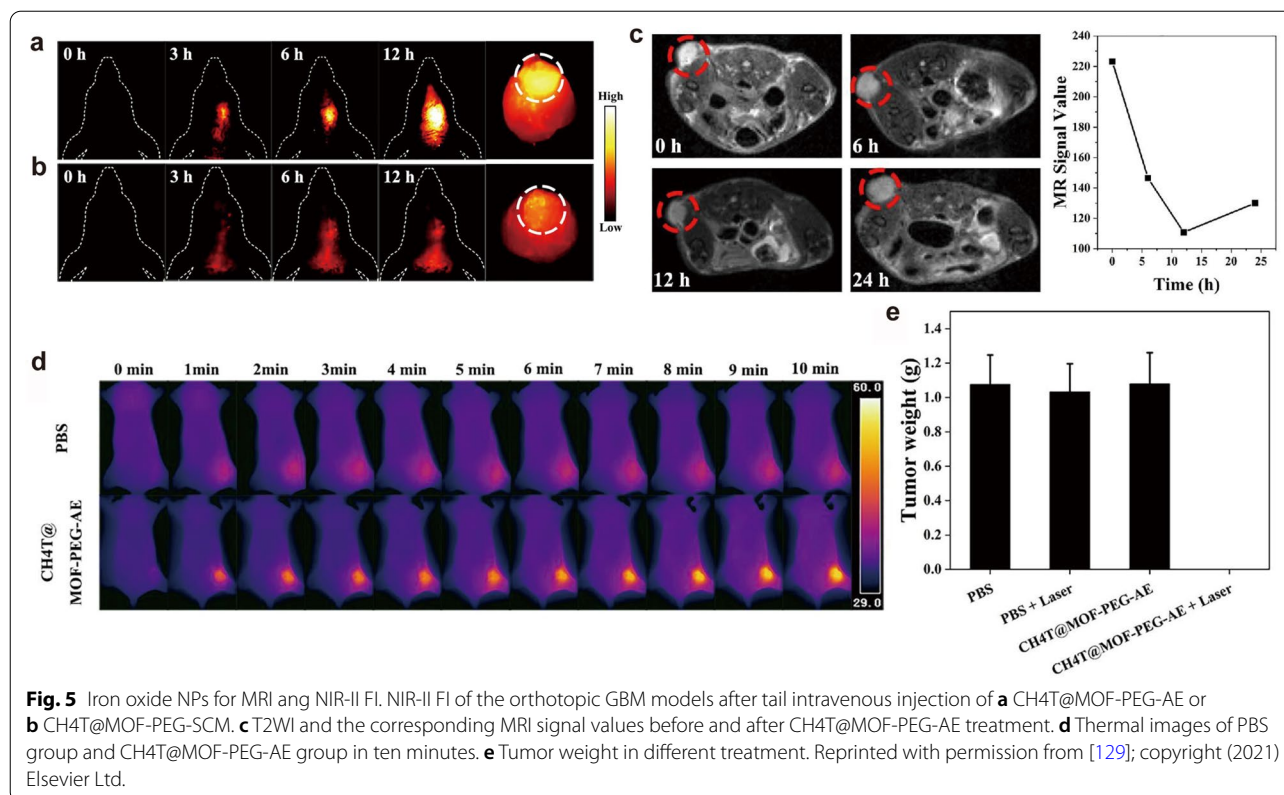 a
0 h
3 h
6 h
12 h
High
Low
b
0 h
3 h
6 h
12 h
c
0 h
6 h
12 h
24 h
MR Signal Value
220
200
180
160
140
120
100
0
5
10
15
20
25
Time (h)
d
0 min
1min
2min
3min
4 min
5 min
6 min
7 min
8 min
9 min
10 min
PBS
CH4T@
MOF-PEG-AE
60.0
29.0
e
Tumor weight (g)
1.4
1.2
1.0
0.8
0.6
0.4
0.2
0.0
PBS
PBS + Laser
CH4T@MOF-PEG-AE
CH4T@MOF-PEG-AE + Laser
Fig. 5 Iron oxide NPs for MRI ang NIR-II FI. NIR-II FI of the orthotopic GBM models after tail intravenous injection of a CH4T@MOF-PEG-AE or
b CH4T@MOF-PEG-SCM. c T2WI and the corresponding MRI signal values before and after CH4T@MOF-PEG-AE treatment. d Thermal images of PBS
group and CH4T@MOF-PEG-AE group in ten minutes. e Tumor weight in different treatment. Reprinted with permission from [129]; copyright (2021)
Elsevier Ltd.